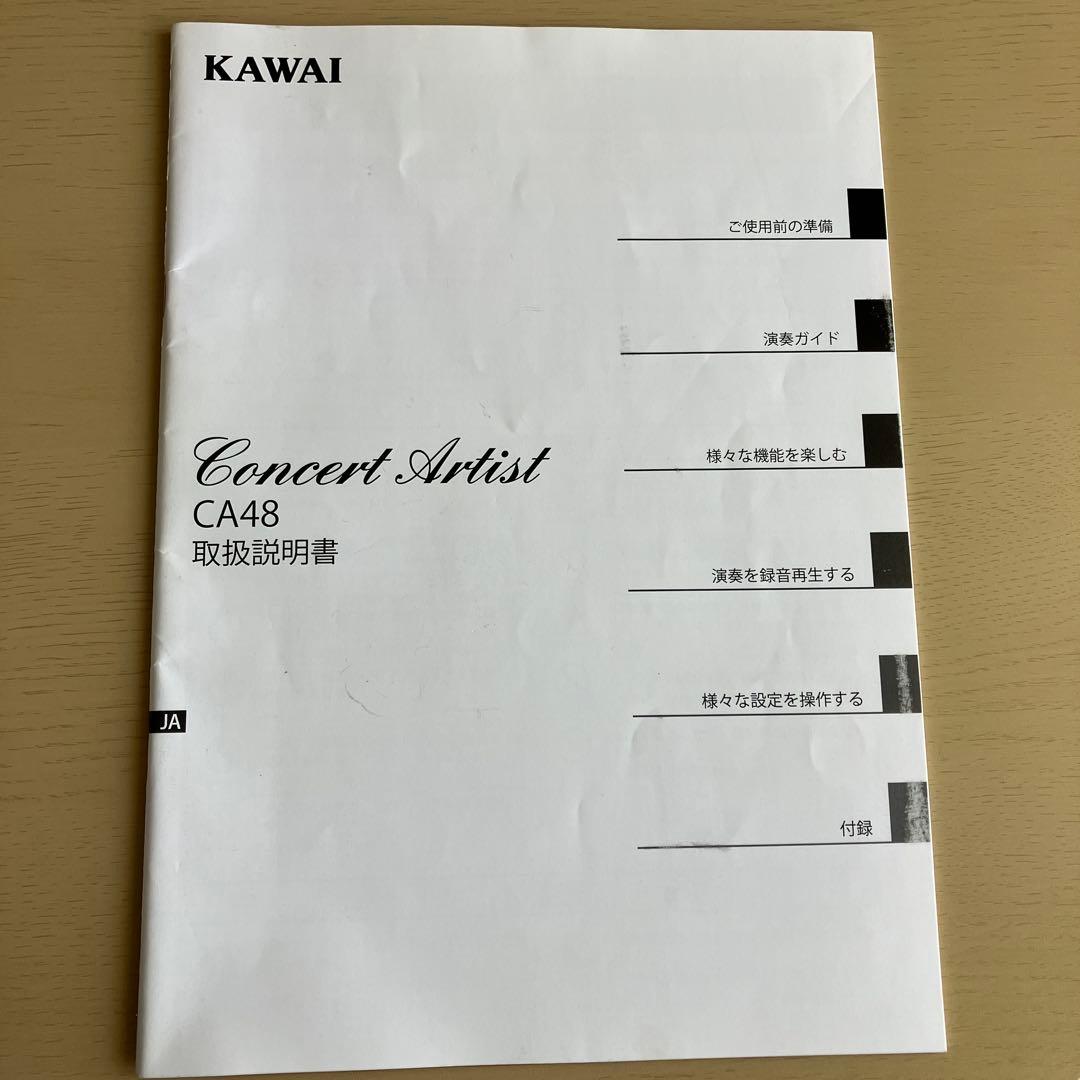 KAWAI
ご使用前の準備
演奏ガイド
様々な機能を楽しむ
Concert Artist
CA48
取扱説明書
演奏を録音再生する
様々な設定を操作する
JA
付録